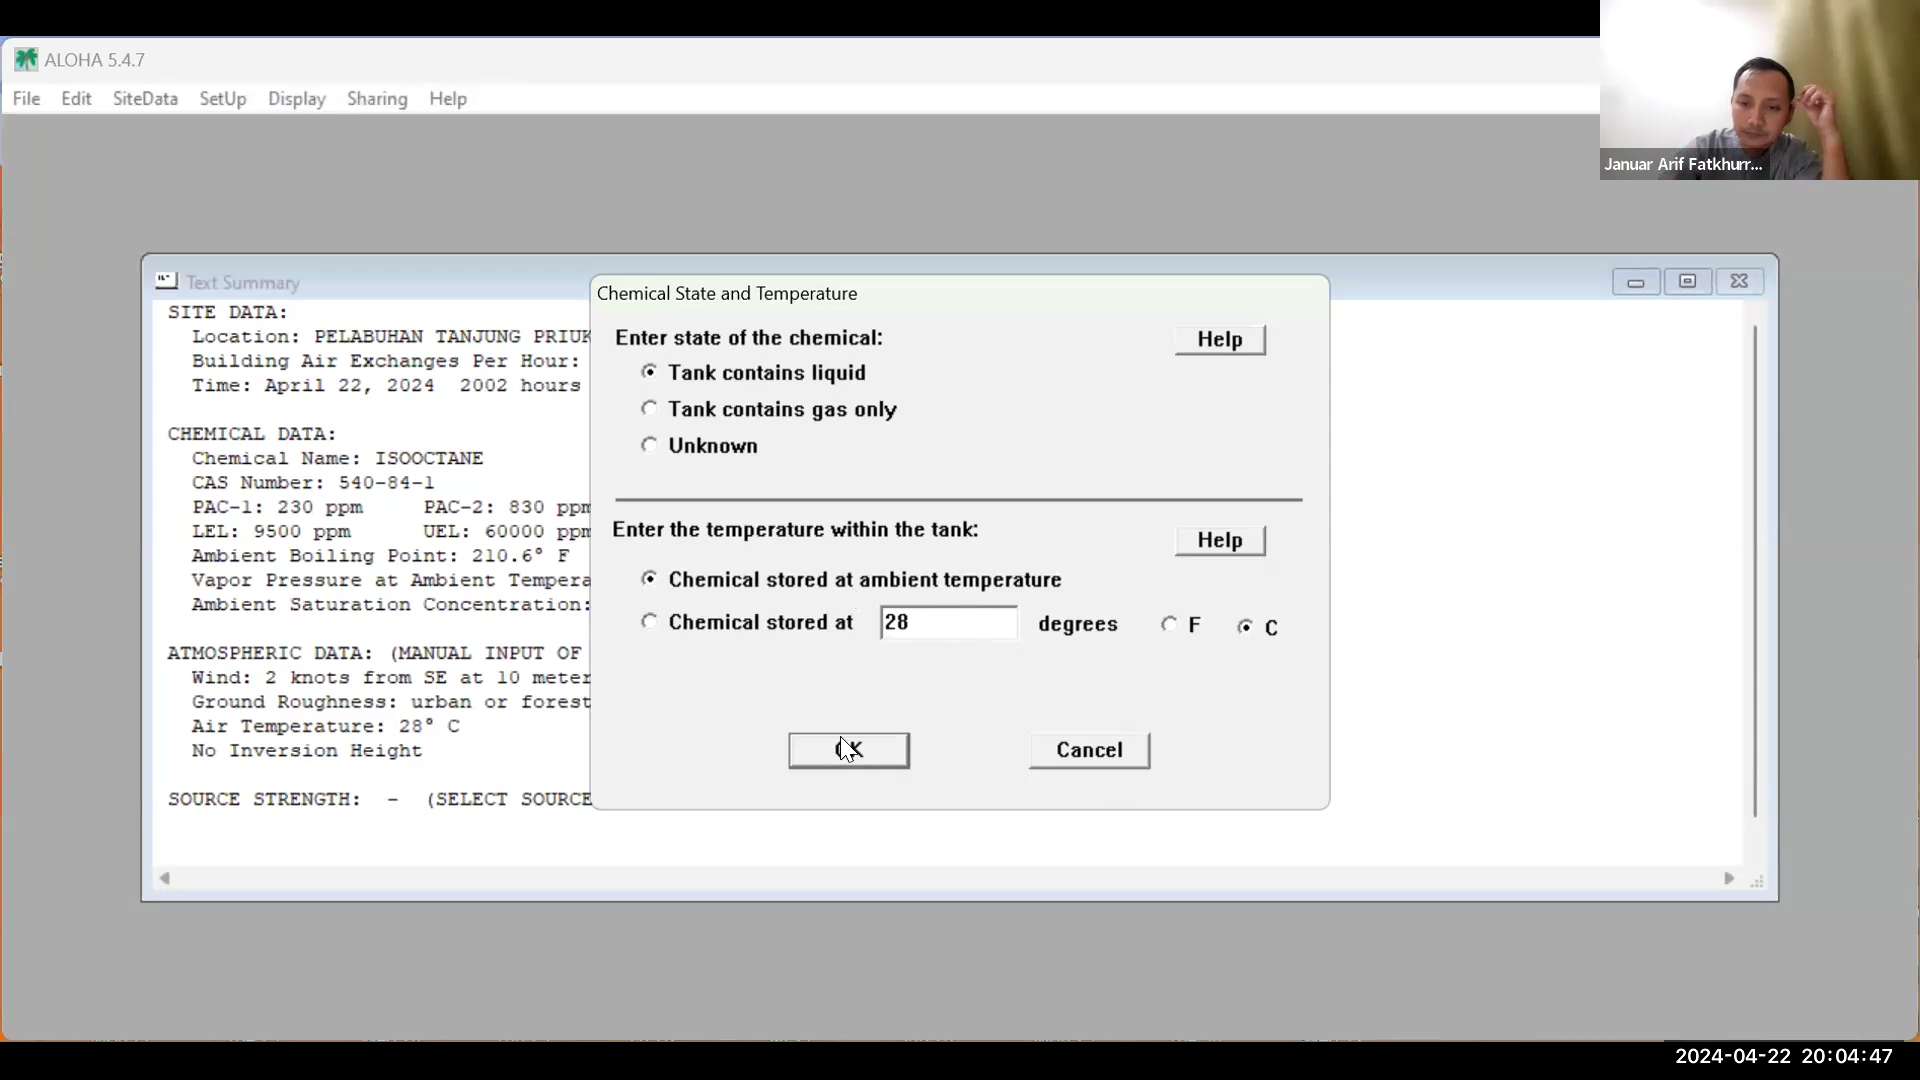 ALOHA 5.4.7
File Edit SiteData SetUp Display Sharing Help
Januar Arif Fatkhurr...
Text Summary
SITE DATA:
Location: PELABUHAN TANJUNG PRIUK
Building Air Exchanges Per Hour:
Time: April 22, 2024 2002 hours
CHEMICAL DATA:
Chemical Name: ISOOCTANE
CAS Number: 540-84-1
PAC-1: 230 ppm PAC-2: 830 ppm
LEL: 9500 ppm UEL: 60000 ppm
Ambient Boiling Point: 210.6° F
Vapor Pressure at Ambient Tempera
Ambient Saturation Concentration:
ATMOSPHERIC DATA: (MANUAL INPUT OF
Wind: 2 knots from SE at 10 meter
Ground Roughness: urban or forest
Air Temperature: 28° C
No Inversion Height
SOURCE STRENGTH: - (SELECT SOURCE
Chemical State and Temperature
Enter state of the chemical:
Help
Tank contains liquid
Tank contains gas only
Unknown
Enter the temperature within the tank:
Help
Chemical stored at ambient temperature
Chemical stored at 28 degrees F C
OK Cancel
2024-04-22 20:04:47